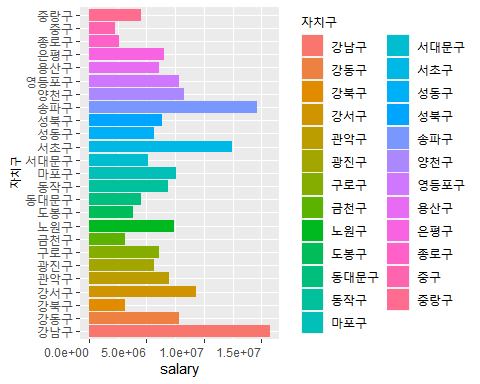 중랑구
중구
종로구
은평구
용산구
영등포구
양천구
송파구
성북구
성동구
서초구
서대문구
마포구
동작구
동대문구
도봉구
노원구
금천구
구로구
광진구
관악구
강서구
강북구
강동구
강남구
자치구
0.0e+00 5.0e+06 1.0e+07 1.5e+07
salary
자치구
강남구
강동구
강북구
강서구
관악구
광진구
구로구
금천구
노원구
도봉구
동대문구
동작구
마포구
서대문구
서초구
성동구
성북구
송파구
양천구
영등포구
용산구
은평구
종로구
중구
중랑구